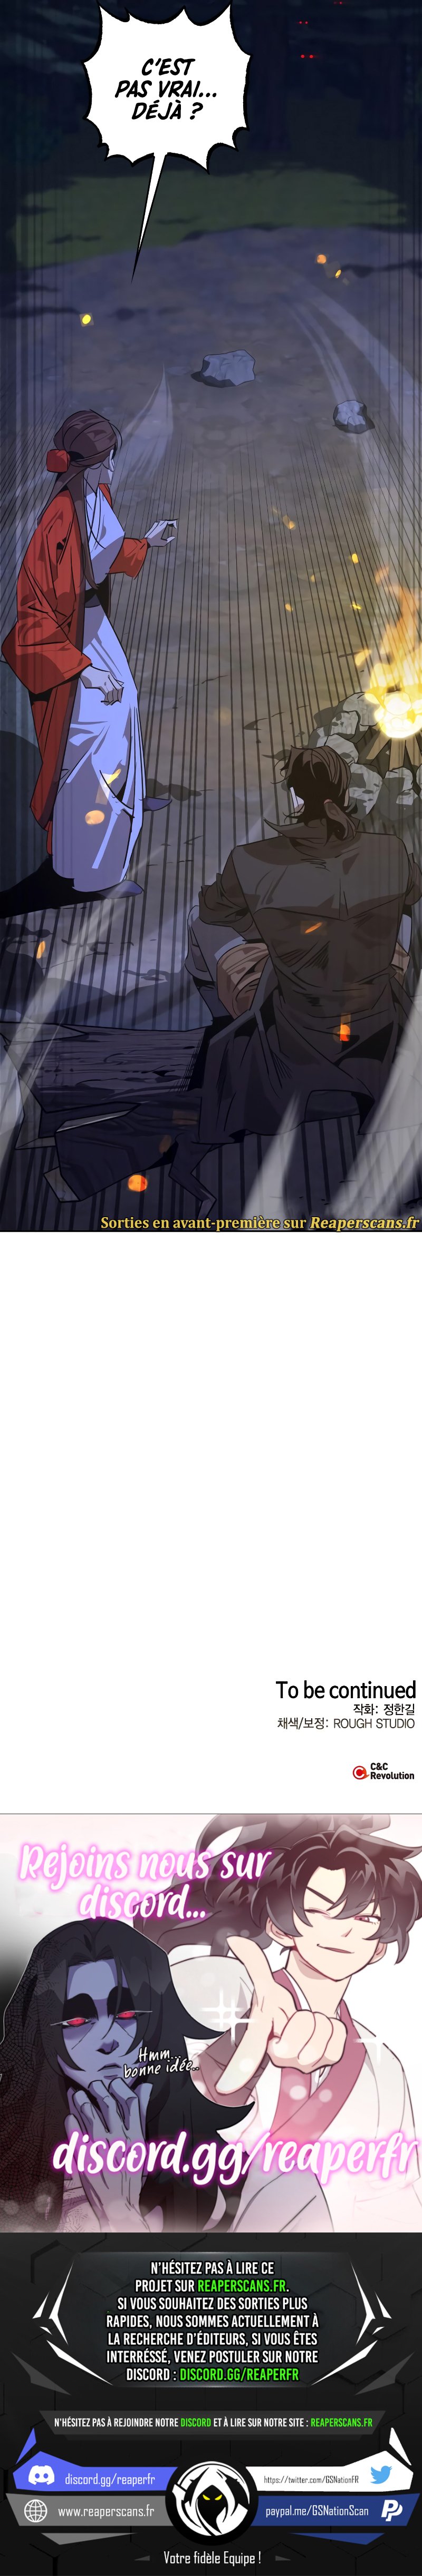 C'EST
PAS VRAI...
DÉJÀ ?
Sorties en avant-première sur Reaperscans.fr
To be continued
작화: 정한길
채색/보정: ROUGH STUDIO
C&C
Revolution
Rejoins nous sur
discord...
Hmm...
bonne idée...
discord.gg/reaperfr
N'HÉSITEZ PAS À LIRE CE
PROJET SUR REAPERSCANS.FR.
SI VOUS SOUHAITEZ DES SORTIES PLUS
RAPIDES, NOUS SOMMES ACTUELLEMENT À
LA RECHERCHE D'ÉDITEURS, SI VOUS ÊTES
INTERRÉSSÉ, VENEZ POSTULER SUR NOTRE
DISCORD : DISCORD.GG/REAPERFR
N'HÉSITEZ PAS À REJOINDRE NOTRE DISCORD ET À LIRE SUR NOTRE SITE : REAPERSCANS.FR
discord.gg/reaperfr
https://twitter.com/GSNationFR
www.reaperscans.fr
paypal.me/GSNationScan
Votre fidèle Equipe !